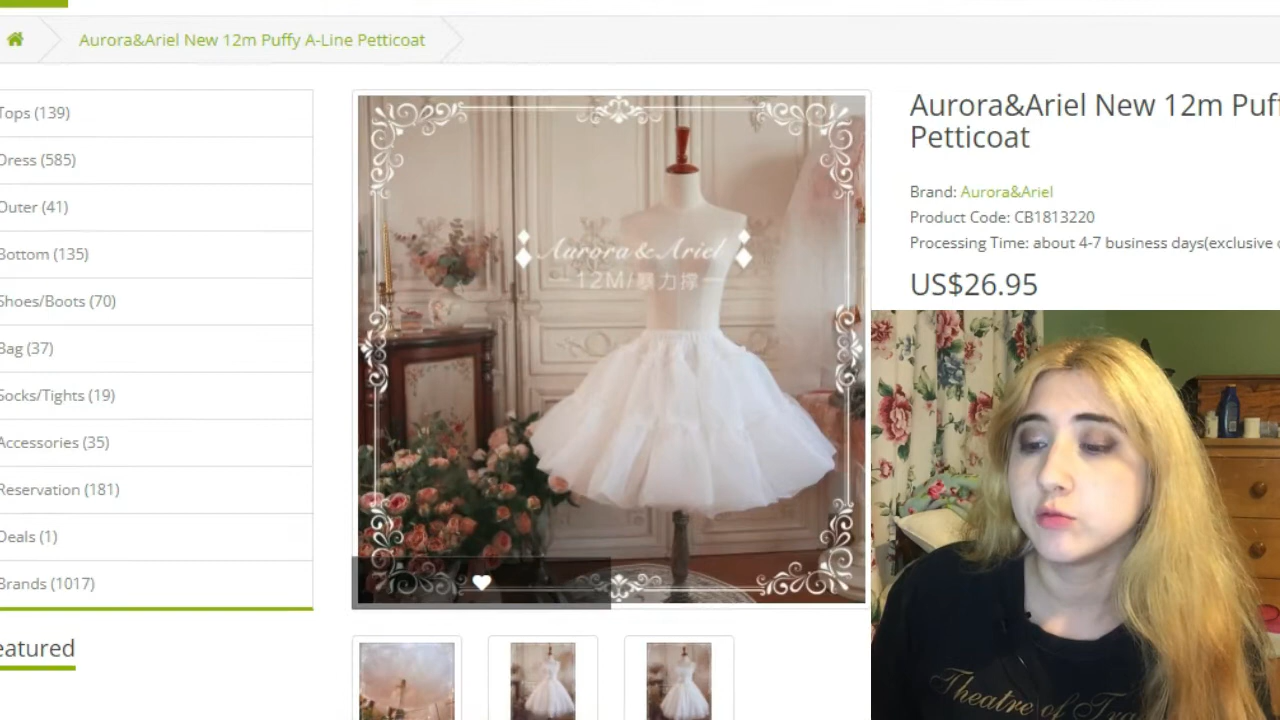 Aurora&Ariel New 12m Puffy A-Line Petticoat
Tops (139)
Dress (585)
Outer (41)
Bottom (135)
Shoes/Boots (70)
Bag (37)
Socks/Tights (19)
Accessories (35)
Reservation (181)
Deals (1)
Brands (1017)
eatured
Aurora & Ariel
12M/暴力撑
Aurora&Ariel New 12m Puf
Petticoat
Brand: Aurora&Ariel
Product Code: CB1813220
Processing Time: about 4-7 business days(exclusive
US$26.95
Theatre of Tra